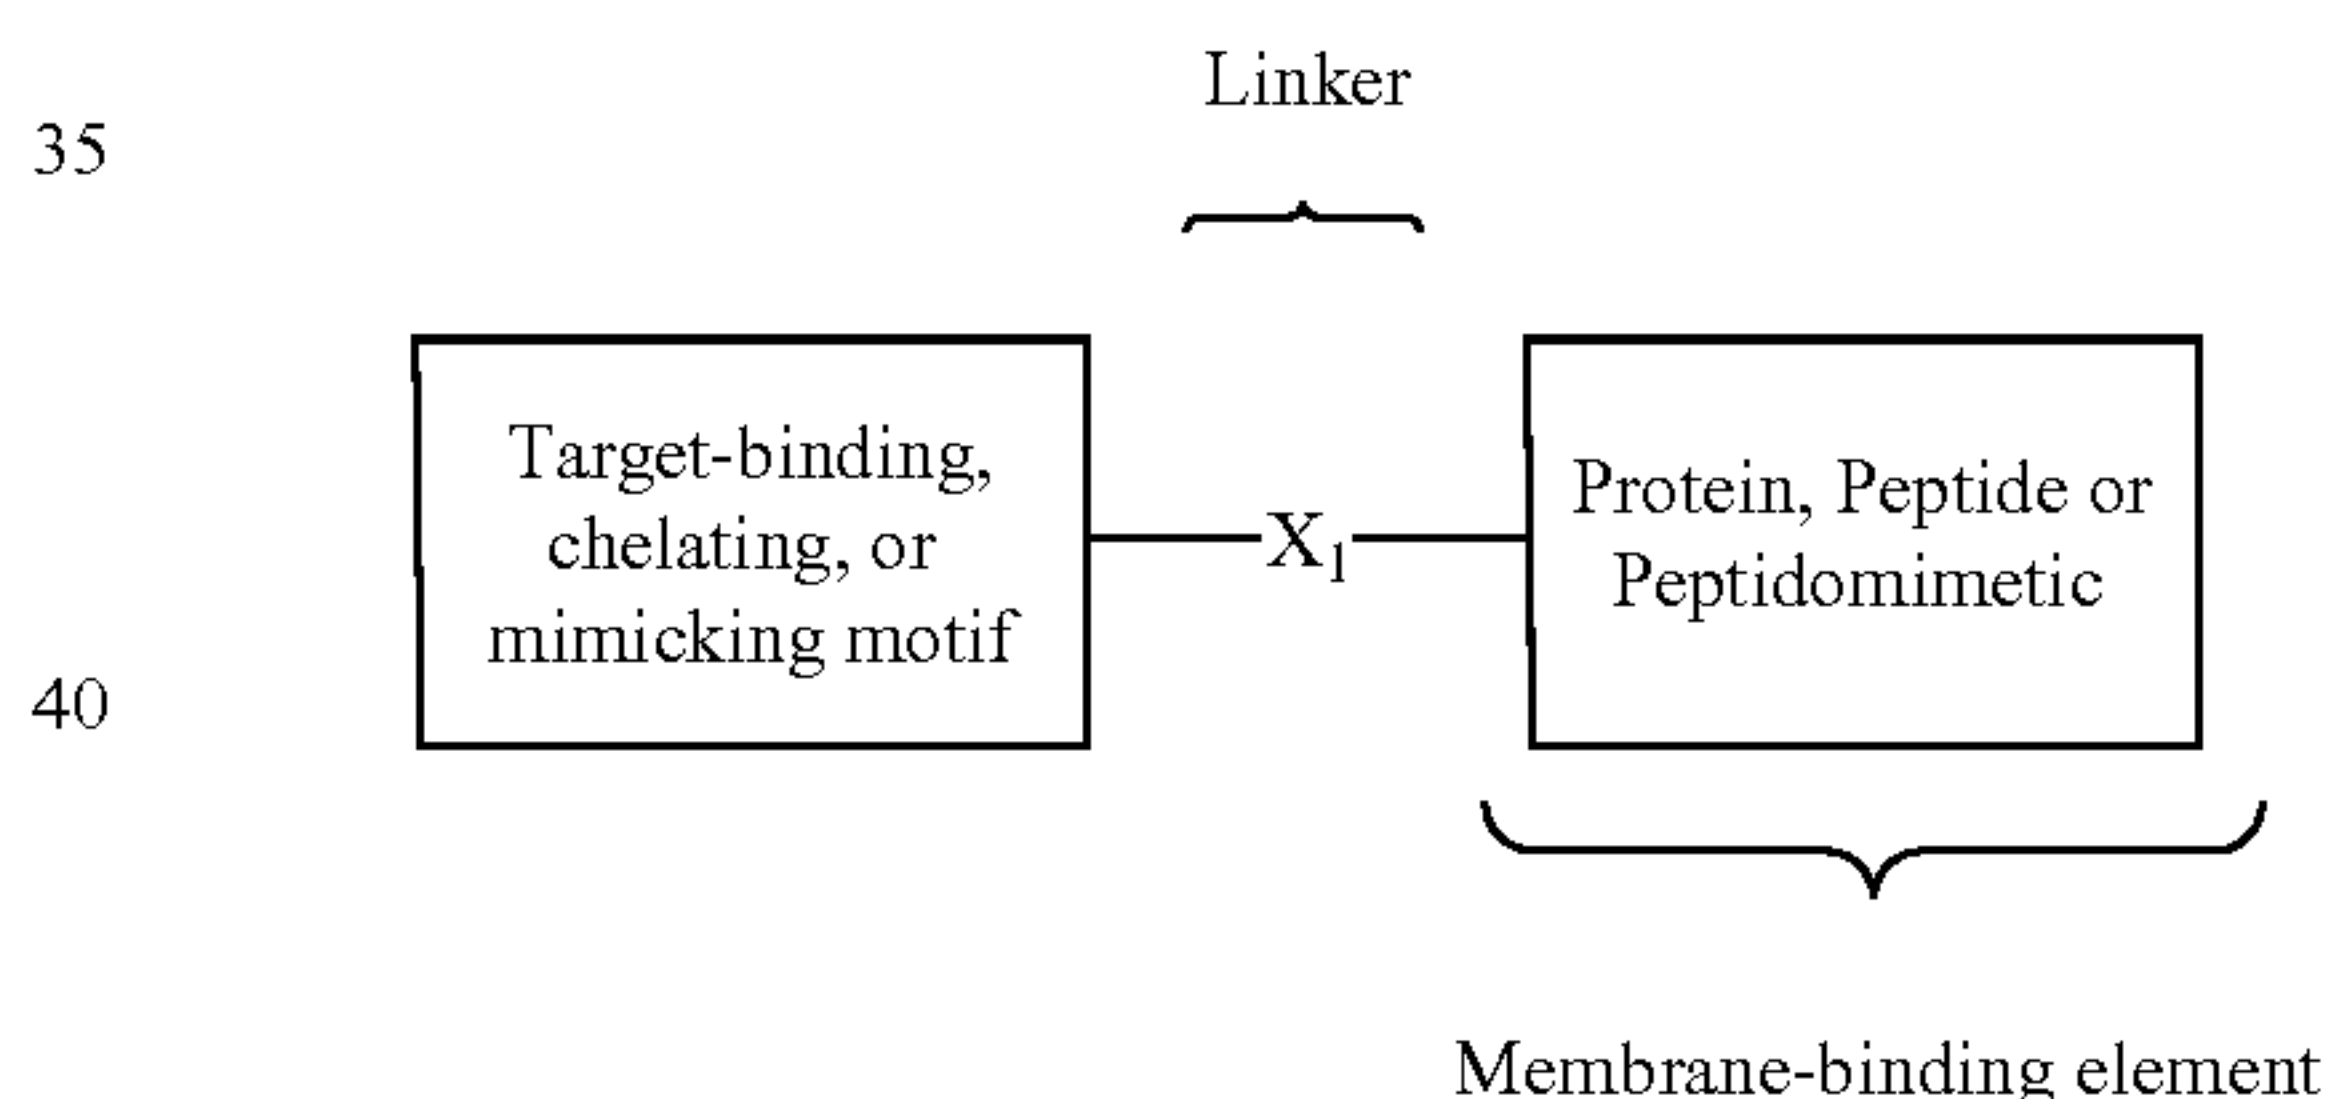 Linker
35
Target-binding,
chelating, or
mimicking motif
X1
Protein, Peptide or
Peptidomimetic
40
Membrane-binding element